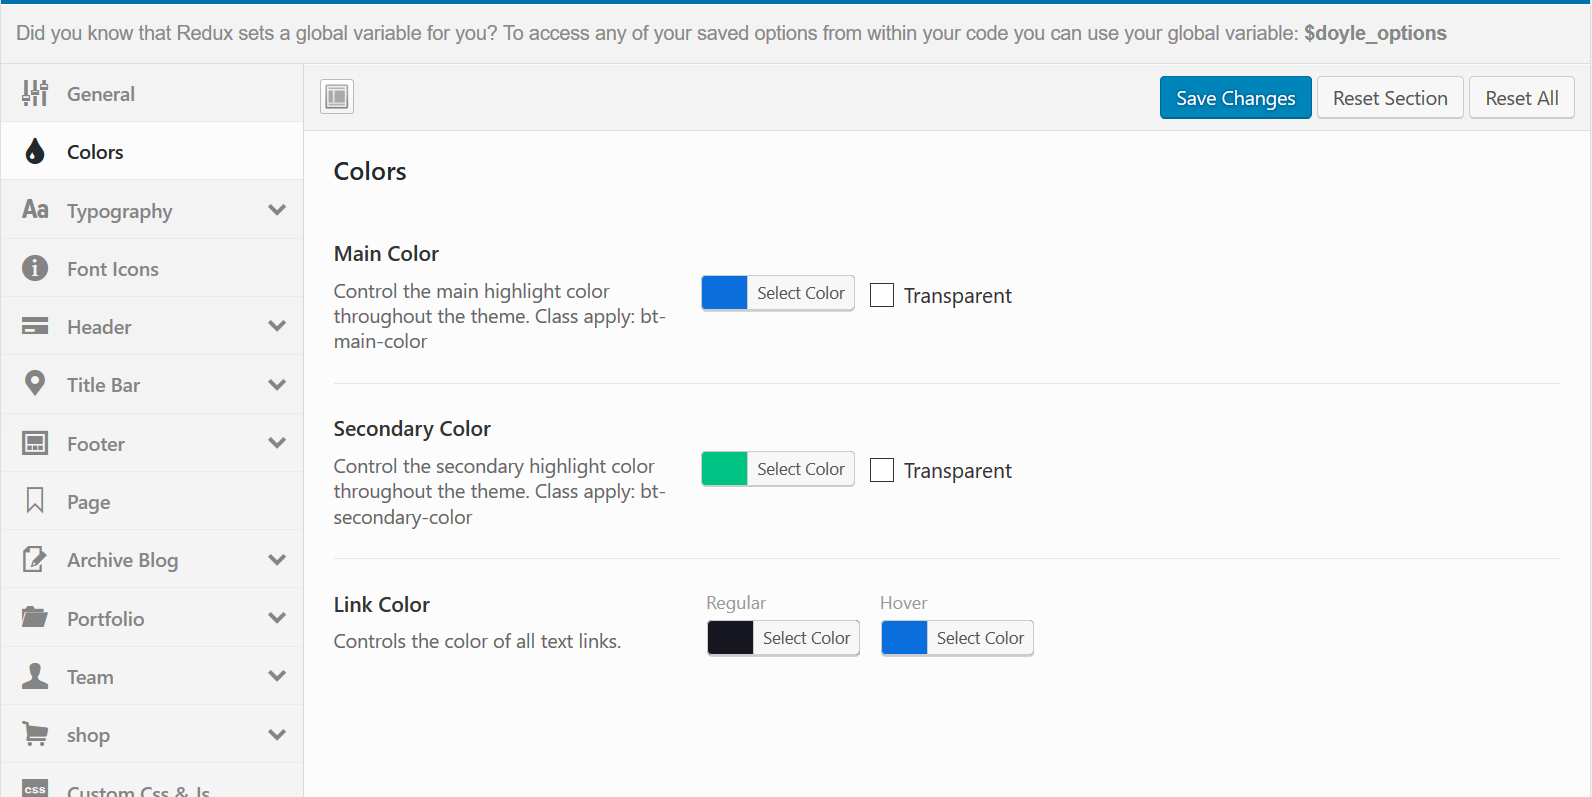 Did you know that Redux sets a global variable for you? To access any of your saved options from within your code you can use your global variable: $doyle_options
General
Colors
Aa Typography
Font Icons
Header
Title Bar
Footer
Page
Archive Blog
Portfolio
Team
shop
css Custom Css & Js
Save Changes Reset Section Reset All
Colors
Main Color
Control the main highlight color
throughout the theme. Class apply: bt-
main-color
Select Color Transparent
Secondary Color
Control the secondary highlight color
throughout the theme. Class apply: bt-
secondary-color
Select Color Transparent
Link Color
Controls the color of all text links.
Regular Hover
Select Color Select Color